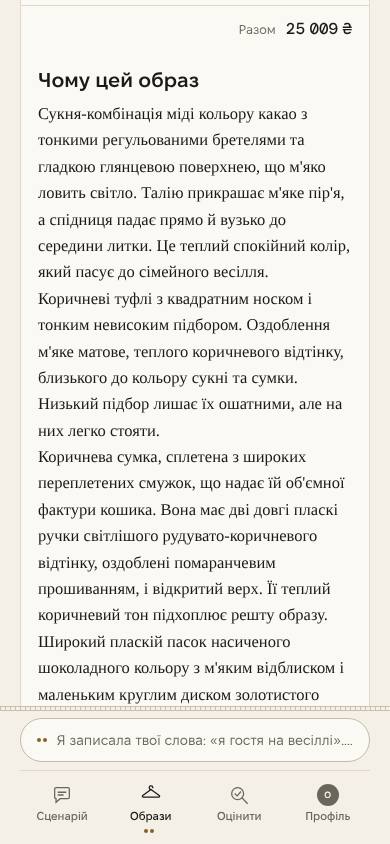 Разом 25 009 ₴
Чому цей образ
Сукня-комбінація міді кольору какао з
тонкими регульованими бретелями та
гладкою глянцевою поверхнею, що м'яко
ловить світло. Талію прикрашає м'яке пір'я,
а спідниця падає прямо й вузько до
середини литки. Це теплий спокійний колір,
який пасує до сімейного весілля.
Коричневі туфлі з квадратним носком і
тонким невисоким підбором. Оздоблення
м'яке матове, теплого коричневого відтінку,
близького до кольору сукні та сумки.
Низький підбор лишає їх ошатними, але на
них легко стояти.
Коричнева сумка, сплетена з широких
переплетених смужок, що надає їй об'ємної
фактури кошика. Вона має дві довгі пласкі
ручки світлішого рудувато-коричневого
відтінку, оздоблені помаранчевим
прошиванням, і відкритий верх. Її теплий
коричневий тон підхоплює решту образу.
Широкий пласкій пасок насиченого
шоколадного кольору з м'яким відблиском і
маленьким круглим диском золотистого
Я записала твої слова: «я гостя на весіллі»....
Сценарій Образи Оцінити Профіль
О